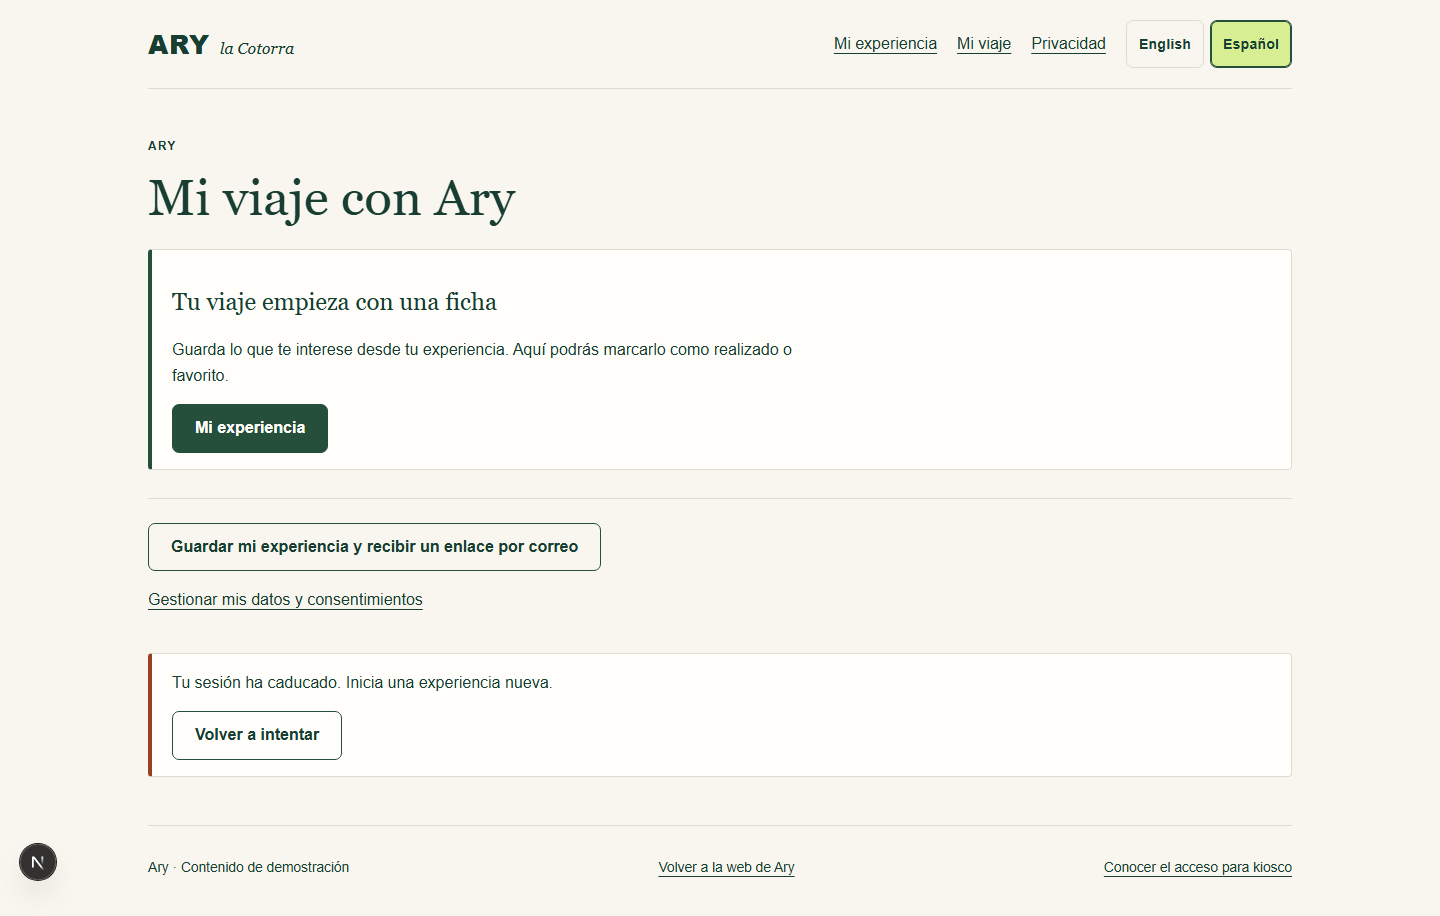 ARY la Cotorra
Mi experiencia Mi viaje Privacidad English Español
ARY
Mi viaje con Ary
Tu viaje empieza con una ficha
Guarda lo que te interese desde tu experiencia. Aquí podrás marcarlo como realizado o
favorito.
Mi experiencia
Guardar mi experiencia y recibir un enlace por correo
Gestionar mis datos y consentimientos
Tu sesión ha caducado. Inicia una experiencia nueva.
Volver a intentar
N
Ary · Contenido de demostración
Volver a la web de Ary
Conocer el acceso para kiosco